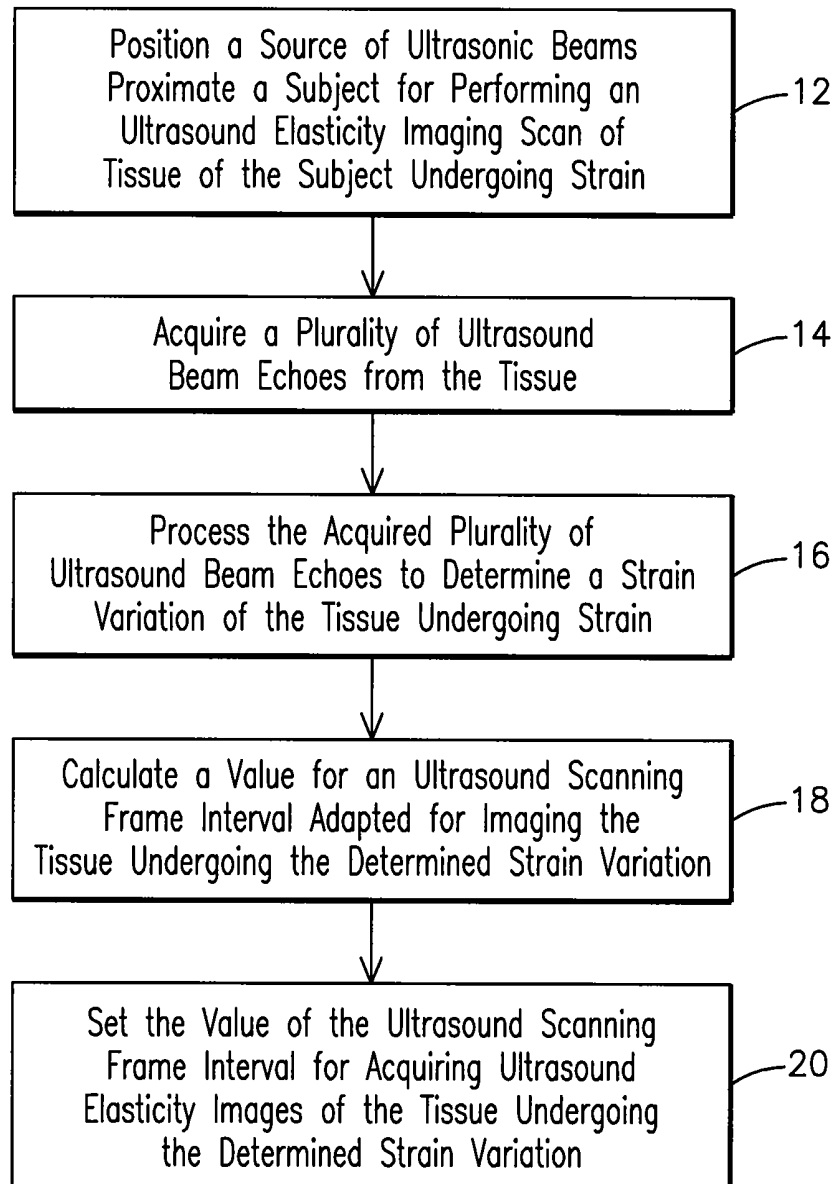 Position a Source of Ultrasonic Beams
Proximate a Subject for Performing an
Ultrasound Elasticity Imaging Scan of
Tissue of the Subject Undergoing Strain
12
Acquire a Plurality of Ultrasound
Beam Echoes from the Tissue
14
Process the Acquired Plurality of
Ultrasound Beam Echoes to Determine a Strain
Variation of the Tissue Undergoing Strain
16
Calculate a Value for an Ultrasound Scanning
Frame Interval Adapted for Imaging the
Tissue Undergoing the Determined Strain Variation
18
Set the Value of the Ultrasound Scanning
Frame Interval for Acquiring Ultrasound
Elasticity Images of the Tissue Undergoing
the Determined Strain Variation
20